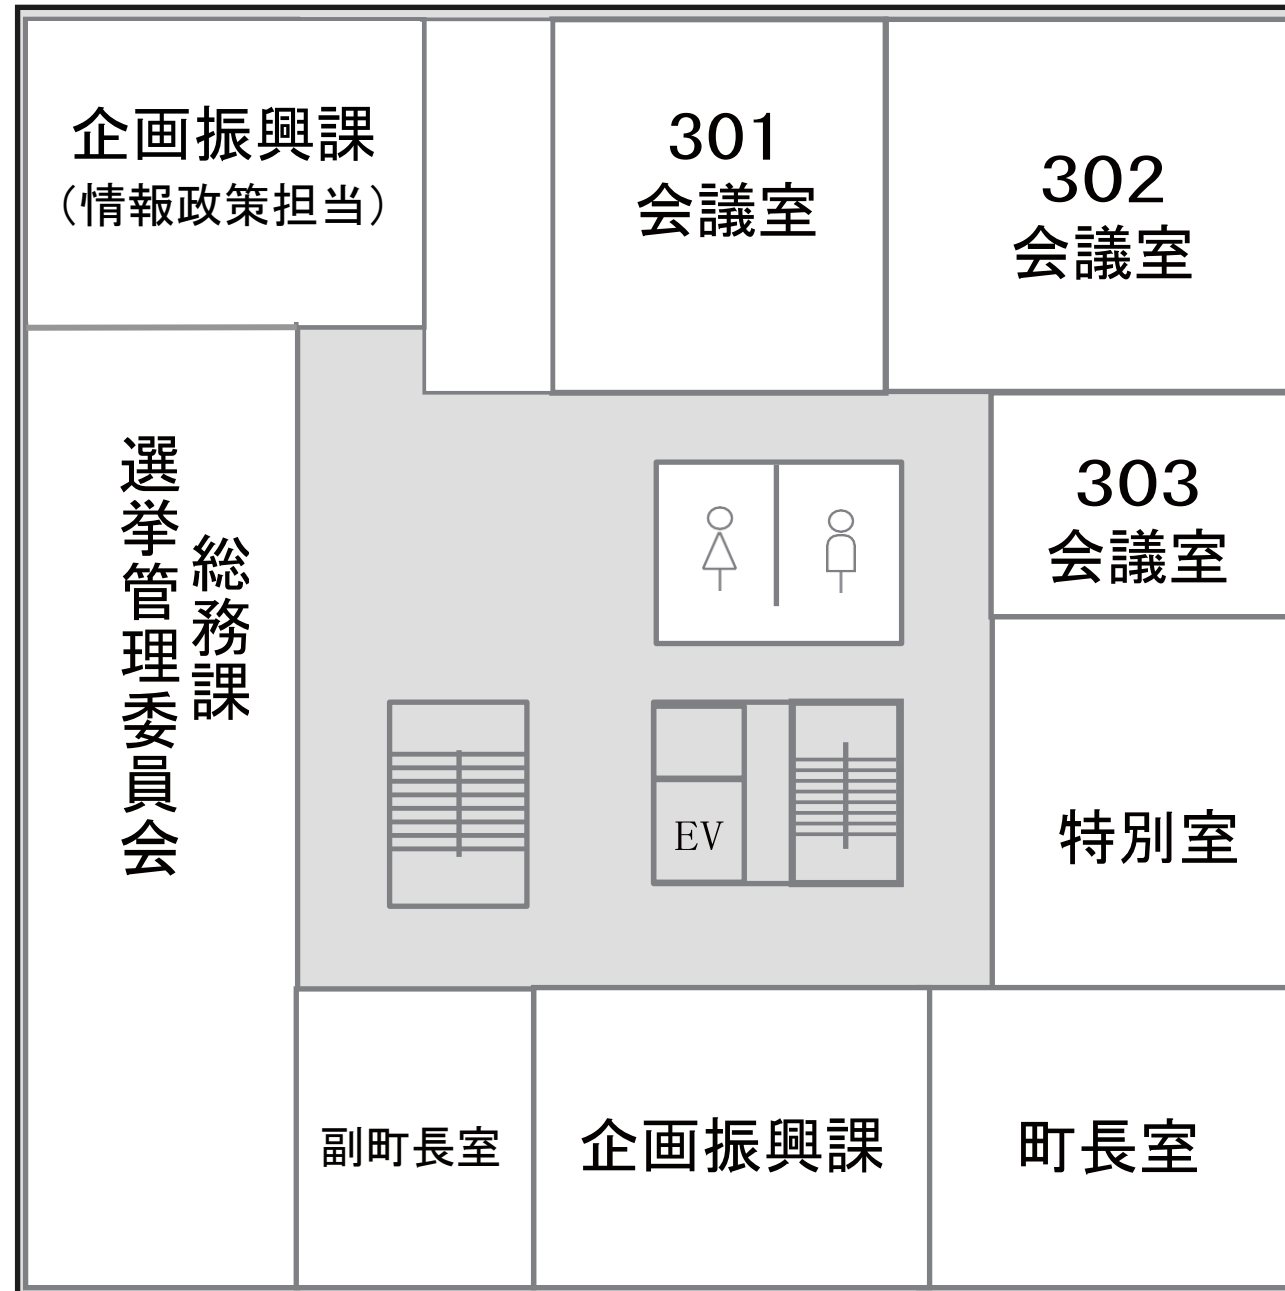 企画振興課
（情報政策担当）
301
会議室
302
会議室
303
会議室
総務課
選挙管理委員会
EV
特別室
副町長室
企画振興課
町長室